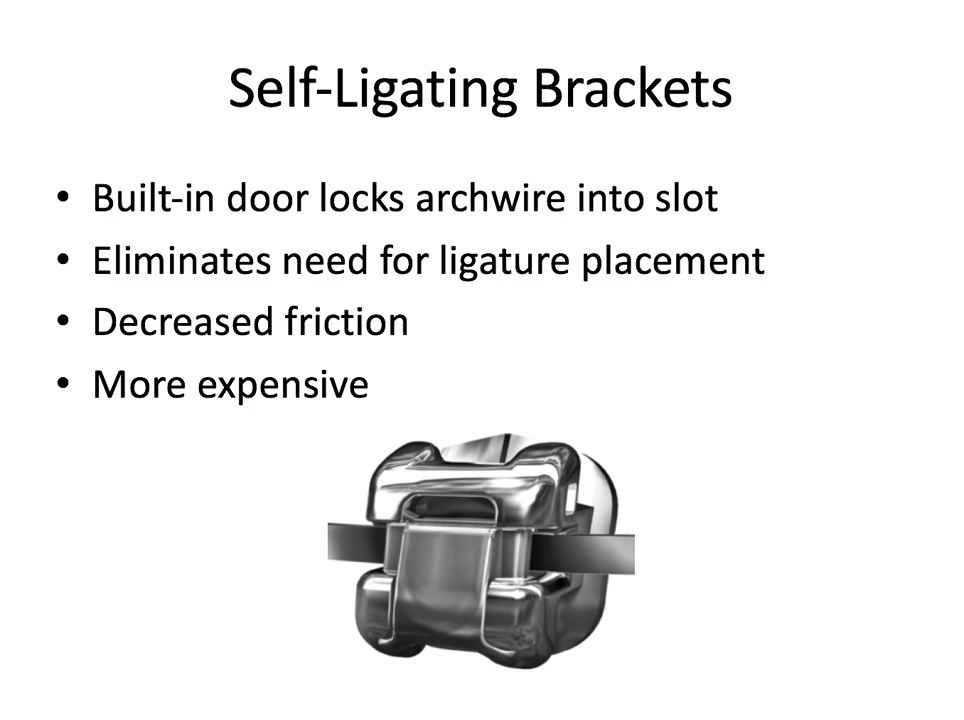 Self-Ligating Brackets
• Built-in door locks archwire into slot
• Eliminates need for ligature placement
• Decreased friction
• More expensive